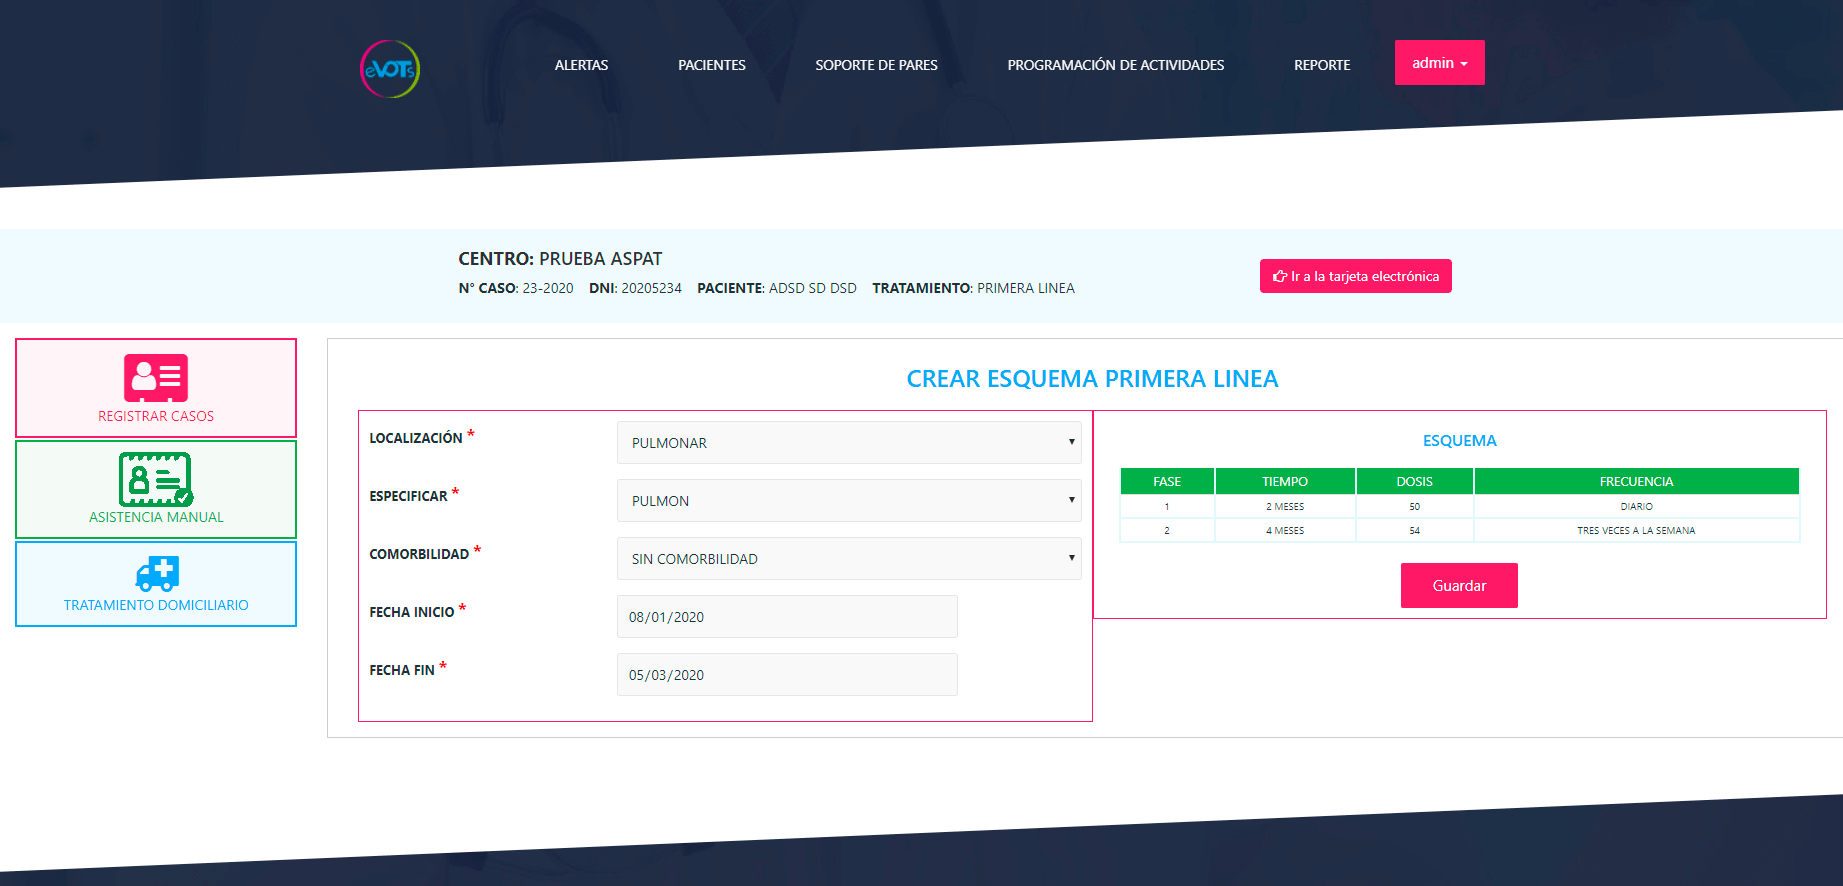 eVOTs
ALERTAS PACIENTES SOPORTE DE PARES PROGRAMACIÓN DE ACTIVIDADES REPORTE admin
CENTRO: PRUEBA ASPAT
N° CASO: 23-2020 DNI: 20205234 PACIENTE: ADSD SD DSD TRATAMIENTO: PRIMERA LINEA
Ir a la tarjeta electrónica
REGISTRAR CASOS
ASISTENCIA MANUAL
TRATAMIENTO DOMICILIARIO
CREAR ESQUEMA PRIMERA LINEA
LOCALIZACIÓN * PULMONAR
ESPECIFICAR * PULMON
COMORBILIDAD * SIN COMORBILIDAD
FECHA INICIO * 08/01/2020
FECHA FIN * 05/03/2020
ESQUEMA
FASE TIEMPO DOSIS FRECUENCIA
1 2 MESES 50 DIARIO
2 4 MESES 54 TRES VECES A LA SEMANA
Guardar